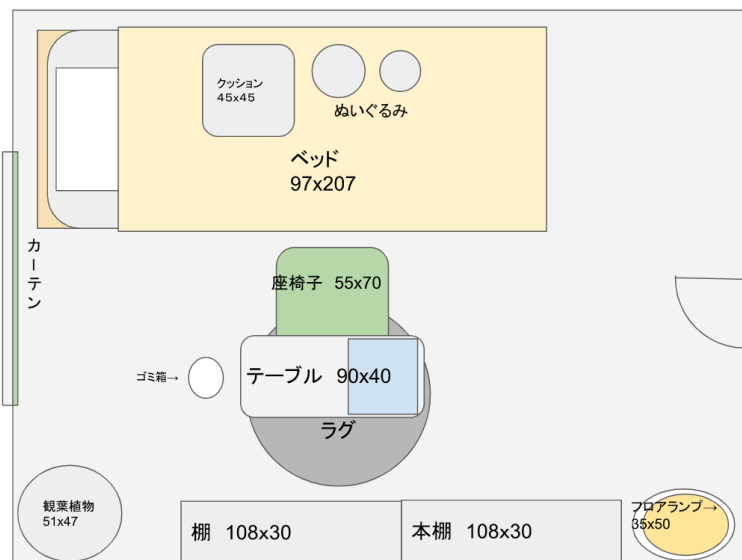 クッション
45x45
ぬいぐるみ
ベッド
97x207
カーテン
座椅子 55x70
ゴミ箱→
テーブル 90x40
ラグ
観葉植物
51x47
棚 108x30
本棚 108x30
フロアランプ→
35x50